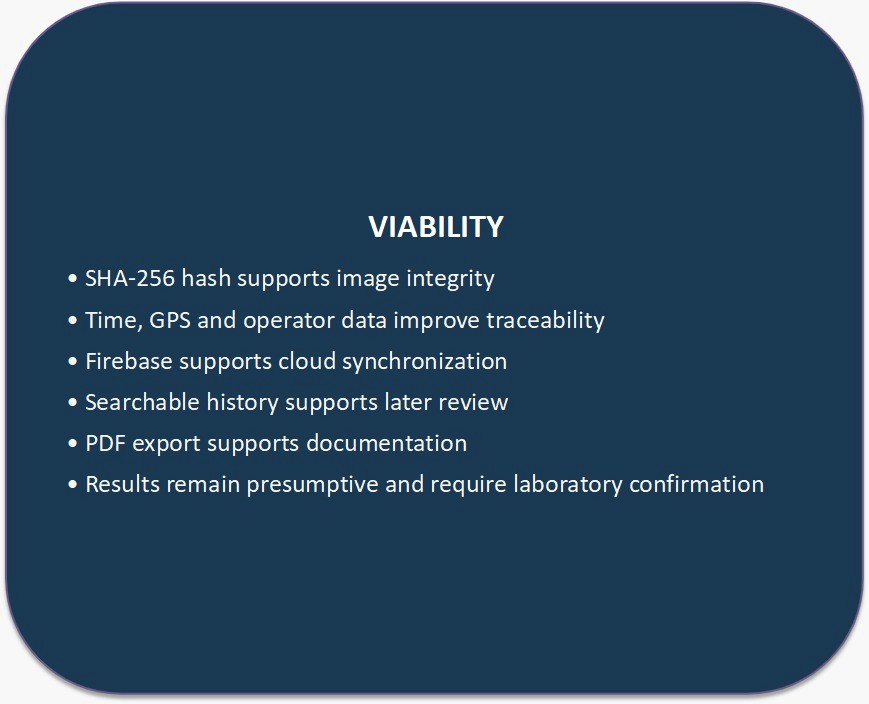 VIABILITY
• SHA-256 hash supports image integrity
• Time, GPS and operator data improve traceability
• Firebase supports cloud synchronization
• Searchable history supports later review
• PDF export supports documentation
• Results remain presumptive and require laboratory confirmation